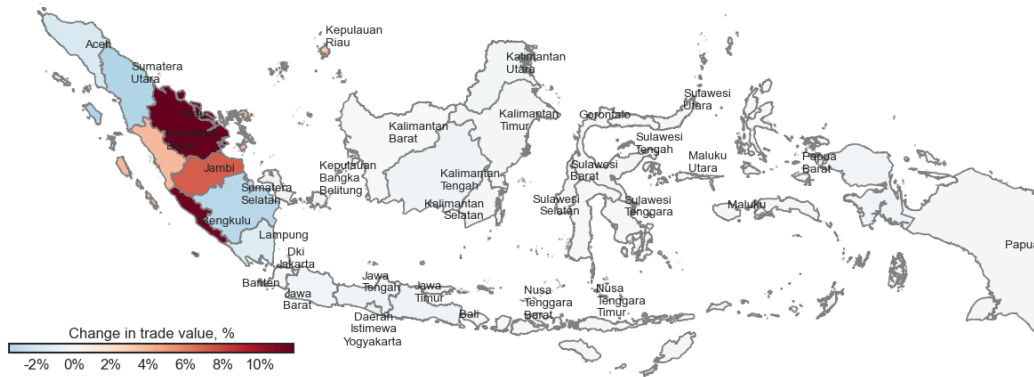 Kepulauan
Riau
Aceh
Sumatera
Utara
Kalimantan
Utara
Riau
Sulawesi
Utara
Kalimantan
Timur
Gorontalo
Kalimantan
Barat
Sumatera
Barat
Sulawesi
Tengah
Maluku
Utara
Papua
Barat
Jambi
Kepulauan
Bangka
Belitung
Sulawesi
Barat
Kalimantan
Tengah
Sumatera
Selatan
Kalimantan
Selatan
Sulawesi
Selatan
Sulawesi
Tenggara
Maluku
Bengkulu
Lampung
Papua
Dki
Jakarta
Banten
Jawa
Barat
Jawa
Tengah
Jawa
Timur
Nusa
Tenggara
Barat
Nusa
Tenggara
Timur
Bali
Daerah
Istimewa
Yogyakarta
Change in trade value, %
-2% 0% 2% 4% 6% 8% 10%